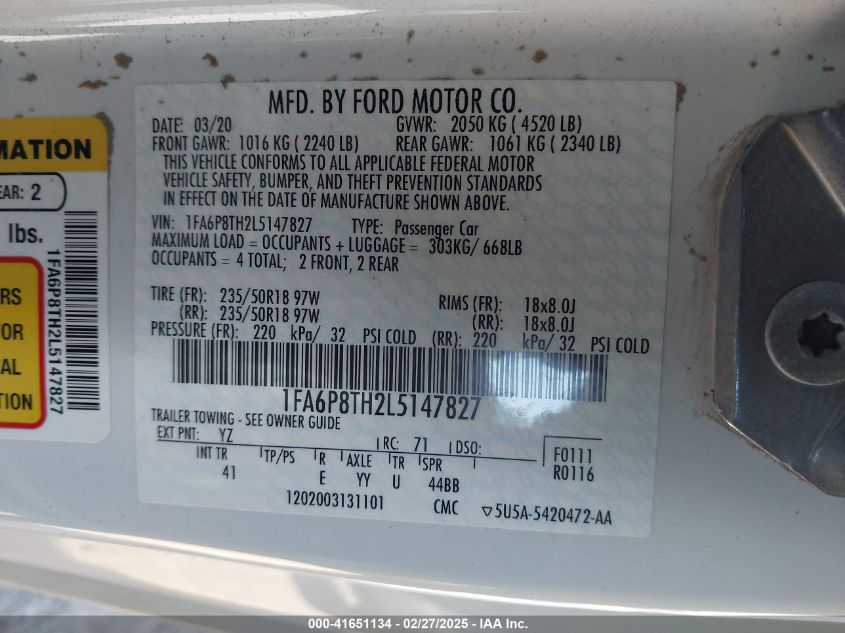 MFD. BY FORD MOTOR CO.
DATE: 03/20 GVWR: 2050 KG ( 4520 LB)
FRONT GAWR: 1016 KG ( 2240 LB) REAR GAWR: 1061 KG ( 2340 LB)
THIS VEHICLE CONFORMS TO ALL APPLICABLE FEDERAL MOTOR
VEHICLE SAFETY, BUMPER, AND THEFT PREVENTION STANDARDS
IN EFFECT ON THE DATE OF MANUFACTURE SHOWN ABOVE.
VIN: 1FA6P8TH2L5147827 TYPE: Passenger Car
MAXIMUM LOAD = OCCUPANTS + LUGGAGE = 303KG/ 668LB
OCCUPANTS = 4 TOTAL; 2 FRONT, 2 REAR
TIRE (FR): 235/50R18 97W RIMS (FR): 18x8.0J
(RR): 235/50R18 97W (RR): 18x8.0J
PRESSURE (FR): 220 kPa/ 32 PSI COLD (RR): 220 kPa/ 32 PSI COLD
1FA6P8TH2L5147827
TRAILER TOWING - SEE OWNER GUIDE
EXT PNT: YZ RC: 71 DSO: F0111
R0116
INT TR TP/PS R AXLE TR SPR
41 E YY U 44BB
1202003131101 CMC ▽5U5A-5420472-AA
MATION
EAR: 2
lbs.
1FA6P8TH2L5147827
RS
OR
AL
TION
000-41651134 - 02/27/2025 - IAA Inc.